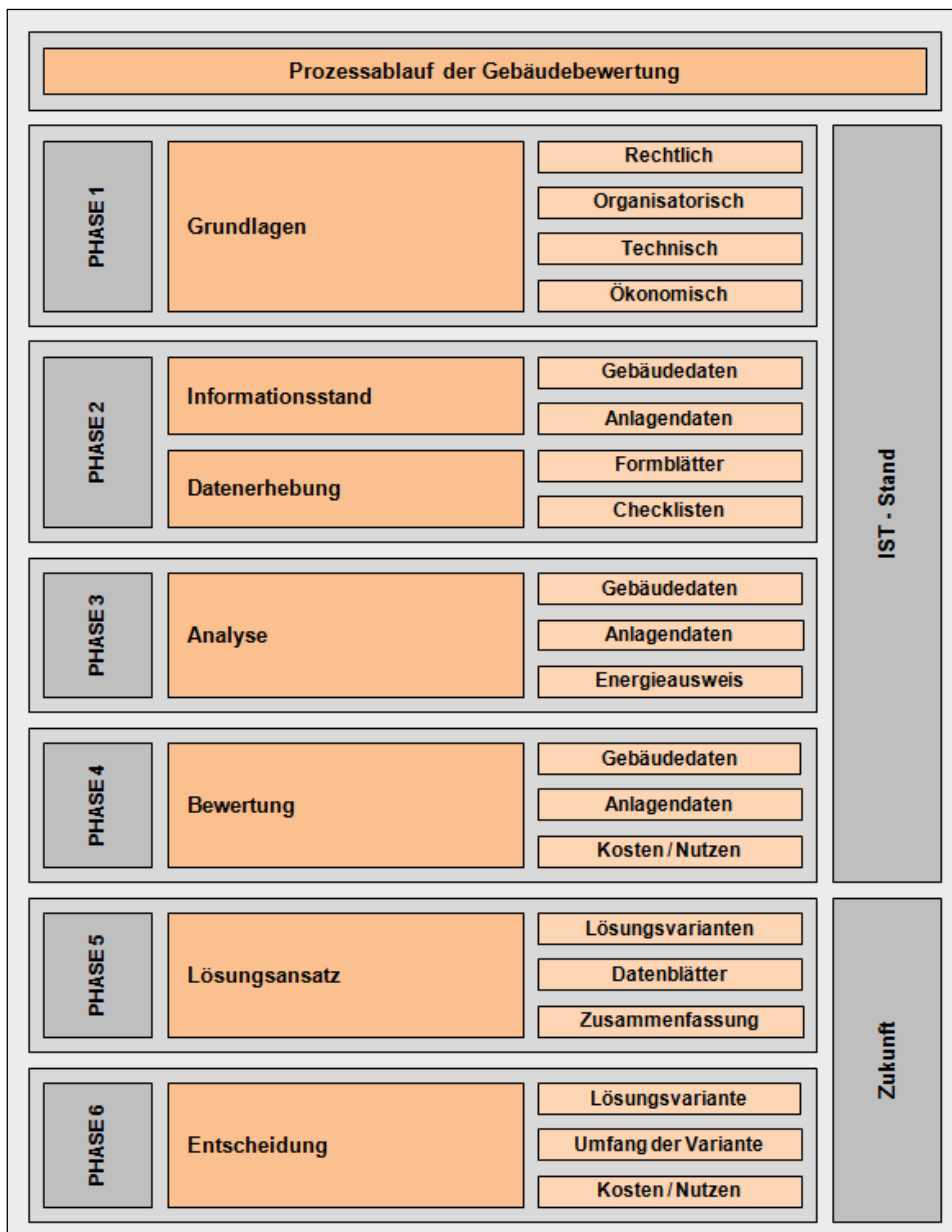 Prozessablauf der Gebäudebewertung
PHASE 1
Grundlagen
Rechtlich
Organisatorisch
Technisch
Ökonomisch
PHASE 2
Informationsstand
Datenerhebung
Gebäudedaten
Anlagendaten
Formblätter
Checklisten
PHASE 3
Analyse
Gebäudedaten
Anlagendaten
Energieausweis
PHASE 4
Bewertung
Gebäudedaten
Anlagendaten
Kosten / Nutzen
IST - Stand
PHASE 5
Lösungsansatz
Lösungsvarianten
Datenblätter
Zusammenfassung
PHASE 6
Entscheidung
Lösungsvariante
Umfang der Variante
Kosten / Nutzen
Zukunft